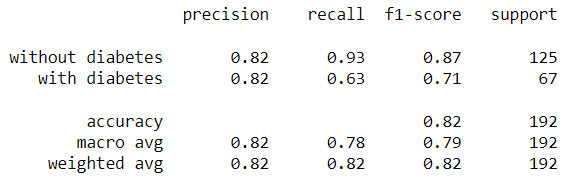 precision recall f1-score support
without diabetes 0.82 0.93 0.87 125
with diabetes 0.82 0.63 0.71 67
accuracy 0.82 192
macro avg 0.82 0.78 0.79 192
weighted avg 0.82 0.82 0.82 192